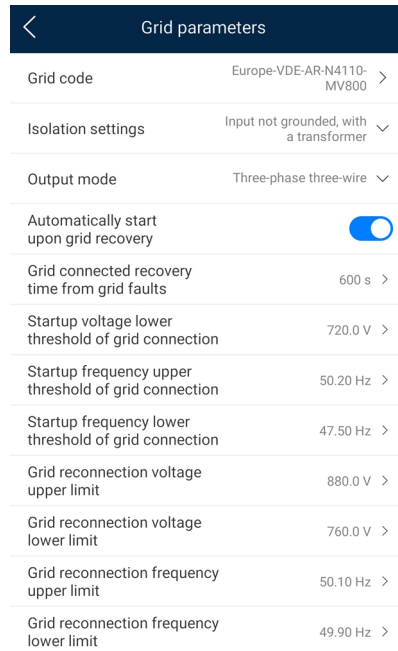 Grid parameters
Grid code
Europe-VDE-AR-N4110-
MV800
Isolation settings
Input not grounded, with
a transformer
Output mode
Three-phase three-wire
Automatically start
upon grid recovery
Grid connected recovery
time from grid faults
600 s
Startup voltage lower
threshold of grid connection
720.0 V
Startup frequency upper
threshold of grid connection
50.20 Hz
Startup frequency lower
threshold of grid connection
47.50 Hz
Grid reconnection voltage
upper limit
880.0 V
Grid reconnection voltage
lower limit
760.0 V
Grid reconnection frequency
upper limit
50.10 Hz
Grid reconnection frequency
lower limit
49.90 Hz